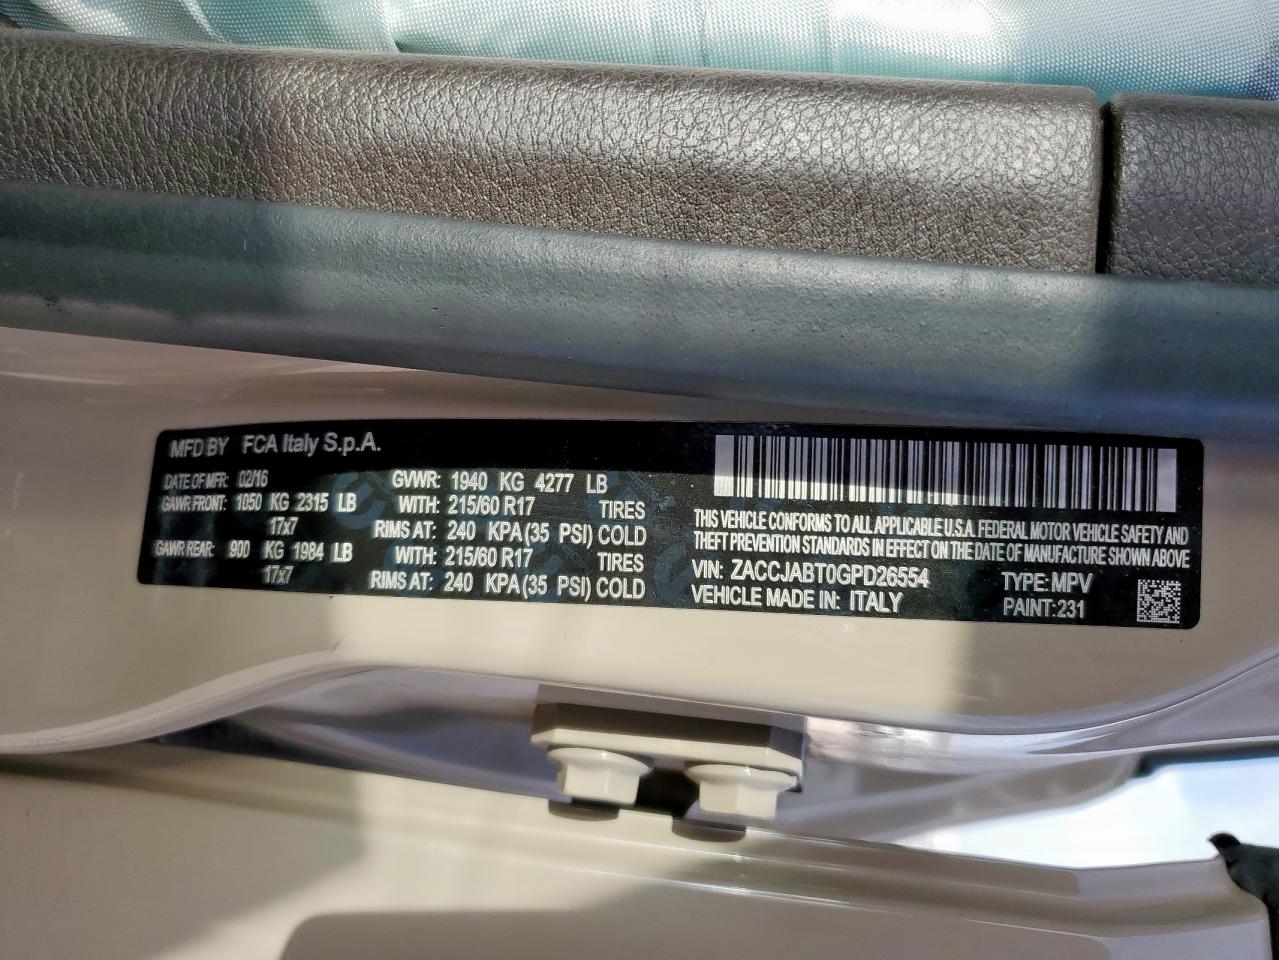 MFD BY FCA Italy S.p.A.
DATE OF MFR: 02/16 GVWR: 1940 KG 4277 LB
GAWR FRONT: 1050 KG 2315 LB WITH: 215/60 R17 TIRES
17x7 RIMS AT: 240 KPA(35 PSI) COLD
GAWR REAR: 900 KG 1984 LB WITH: 215/60 R17 TIRES
17x7 RIMS AT: 240 KPA(35 PSI) COLD
THIS VEHICLE CONFORMS TO ALL APPLICABLE U.S.A. FEDERAL MOTOR VEHICLE SAFETY AND
THEFT PREVENTION STANDARDS IN EFFECT ON THE DATE OF MANUFACTURE SHOWN ABOVE
VIN: ZACCJABT0GPD26554 TYPE: MPV
VEHICLE MADE IN: ITALY PAINT: 231